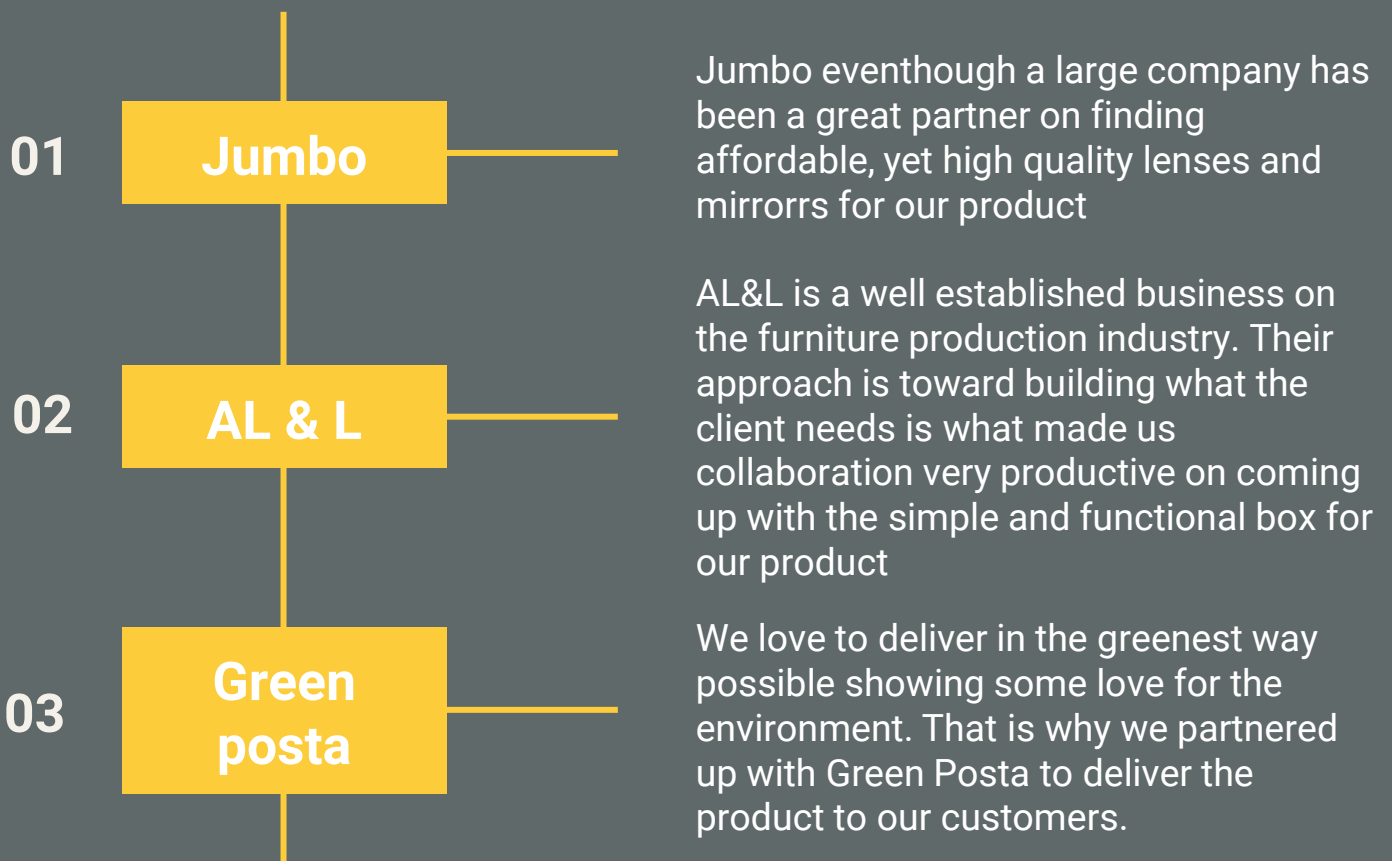 01
Jumbo
Jumbo eventhough a large company has
been a great partner on finding
affordable, yet high quality lenses and
mirrorrs for our product
02
AL & L
AL&L is a well established business on
the furniture production industry. Their
approach is toward building what the
client needs is what made us
collaboration very productive on coming
up with the simple and functional box for
our product
03
Green
posta
We love to deliver in the greenest way
possible showing some love for the
environment. That is why we partnered
up with Green Posta to deliver the
product to our customers.